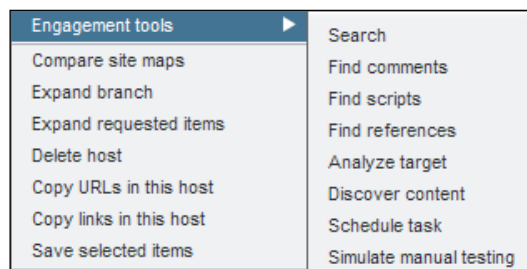 Engagement tools
Compare site maps
Expand branch
Expand requested items
Delete host
Copy URLs in this host
Copy links in this host
Save selected items
Search
Find comments
Find scripts
Find references
Analyze target
Discover content
Schedule task
Simulate manual testing